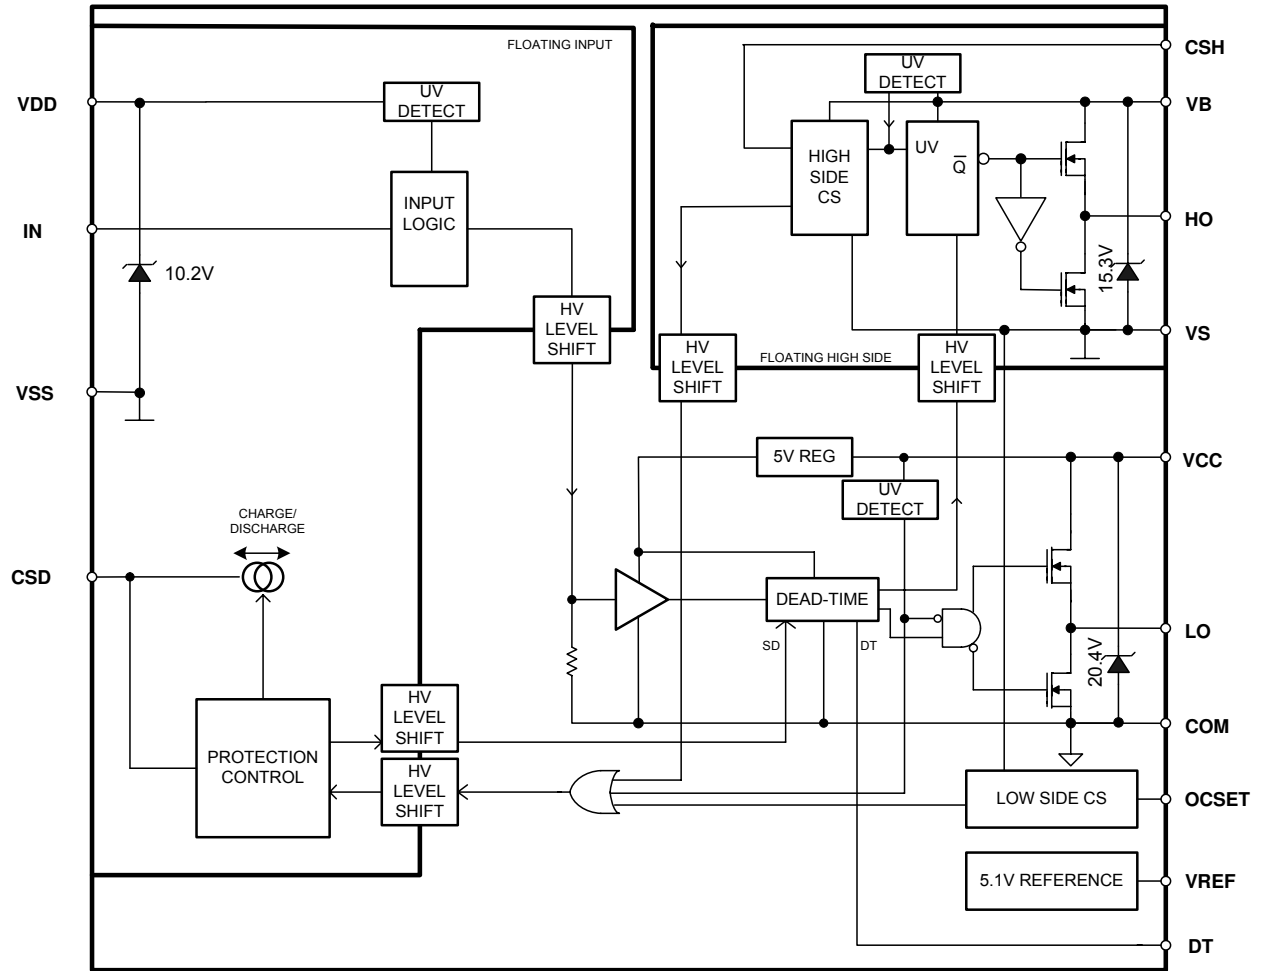 FLOATING INPUT
CSH
UV
DETECT
UV
DETECT
VDD
VB
HIGH
SIDE
CS
UV
Q
INPUT
LOGIC
IN
HO
10.2V
15.3V
HV
LEVEL
SHIFT
VS
HV
LEVEL
SHIFT
FLOATING HIGH SIDE
HV
LEVEL
SHIFT
VSS
5V REG
VCC
UV
DETECT
CHARGE/
DISCHARGE
CSD
DEAD-TIME
SD
DT
LO
20.4V
HV
LEVEL
SHIFT
COM
PROTECTION
CONTROL
HV
LEVEL
SHIFT
LOW SIDE CS
OCSET
5.1V REFERENCE
VREF
DT